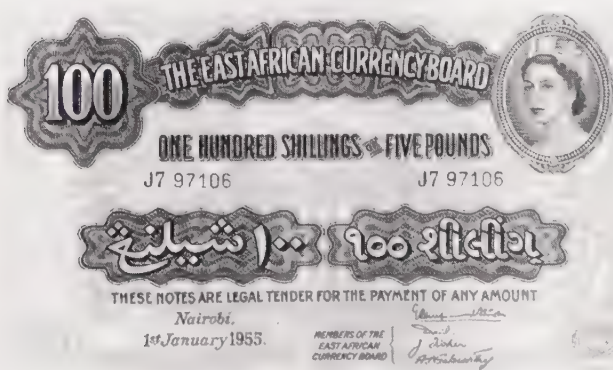 100
THE EAST AFRICAN CURRENCY BOARD
ONE HUNDRED SHILLINGS OR FIVE POUNDS
J7 97106 J7 97106
١٠٠ شيلنج ૧૦૦ શીલીંગ
THESE NOTES ARE LEGAL TENDER FOR THE PAYMENT OF ANY AMOUNT
Nairobi,
1st January 1955.
MEMBERS OF THE
EAST AFRICAN
CURRENCY BOARD